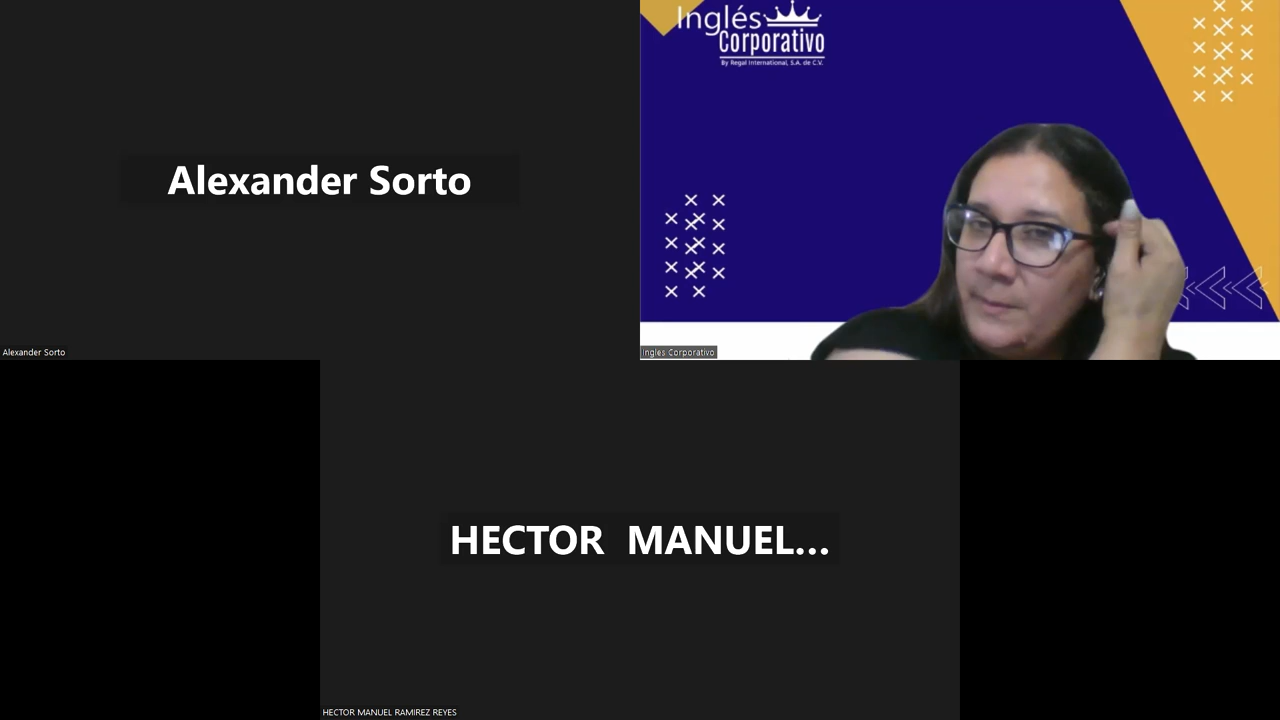 Alexander Sorto
Alexander Sorto
Inglés
Corporativo
By Regal International, S.A. de C.V.
Ingles Corporativo
HECTOR MANUEL...
HECTOR MANUEL RAMIREZ REYES